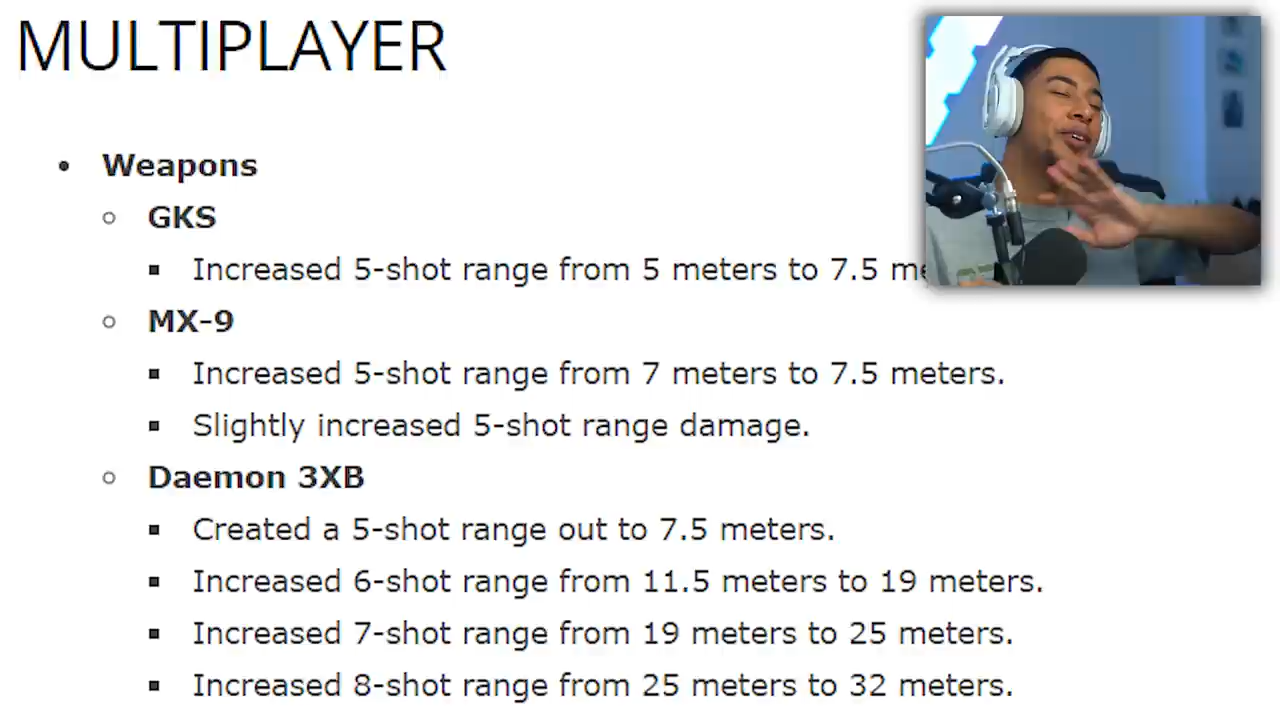 MULTIPLAYER
• Weapons
○ GKS
▪ Increased 5-shot range from 5 meters to 7.5
▪ MX-9
▪ Increased 5-shot range from 7 meters to 7.5 meters.
▪ Slightly increased 5-shot range damage.
○ Daemon 3XB
▪ Created a 5-shot range out to 7.5 meters.
▪ Increased 6-shot range from 11.5 meters to 19 meters.
▪ Increased 7-shot range from 19 meters to 25 meters.
▪ Increased 8-shot range from 25 meters to 32 meters.